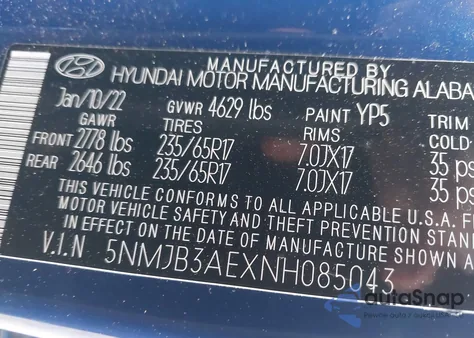 MANUFACTURED BY
HYUNDAI MOTOR MANUFACTURING ALABA
Jan/10/22 GVWR 4629 lbs PAINT YP5 TRIM
GAWR TIRES RIMS COLD
FRONT 2778 lbs 235/65R17 7.0JX17 35 ps
REAR 2646 lbs 235/65R17 7.0JX17 35 ps
THIS VEHICLE CONFORMS TO ALL APPLICABLE U.S.A. F
MOTOR VEHICLE SAFETY AND THEFT PREVENTION STANDA
IN EFFECT ON THE DATE OF MANUFACTURE SHOWN
V.I.N 5NMJB3AEXNH085043
autaSnap